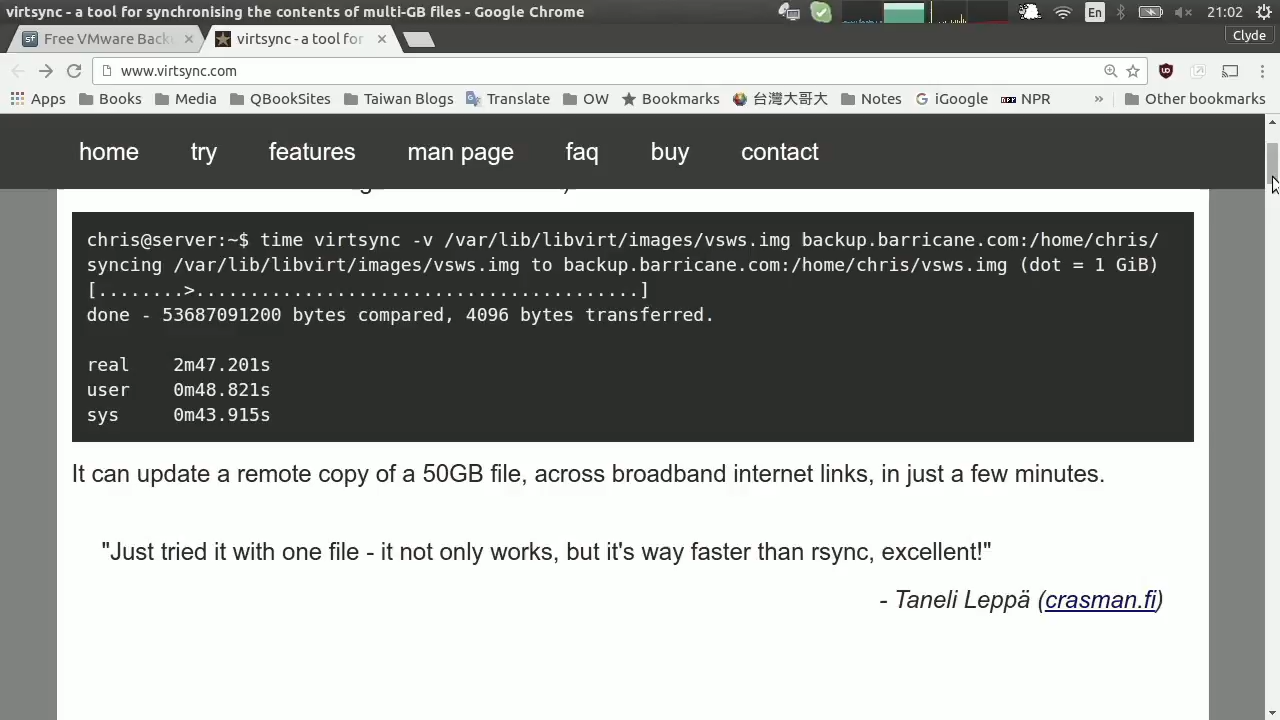 virtsync - a tool for synchronising the contents of multi-GB files - Google Chrome
En
21:02
Free VMware Back
virtsync - a tool for
Clyde
www.virtsync.com
Apps
Books
Media
QBookSites
Taiwan Blogs
Translate
OW
Bookmarks
台灣大哥大
Notes
iGoogle
NPR
»
Other bookmarks
home
try
features
man page
faq
buy
contact
chris@server:~$ time virtsync -v /var/lib/libvirt/images/vsws.img backup.barricane.com:/home/chris/
syncing /var/lib/libvirt/images/vsws.img to backup.barricane.com:/home/chris/vsws.img (dot = 1 GiB)
[........>.........................................]
done - 53687091200 bytes compared, 4096 bytes transferred.
real 2m47.201s
user 0m48.821s
sys 0m43.915s
It can update a remote copy of a 50GB file, across broadband internet links, in just a few minutes.
"Just tried it with one file - it not only works, but it's way faster than rsync, excellent!"
- Taneli Leppä (crasman.fi)